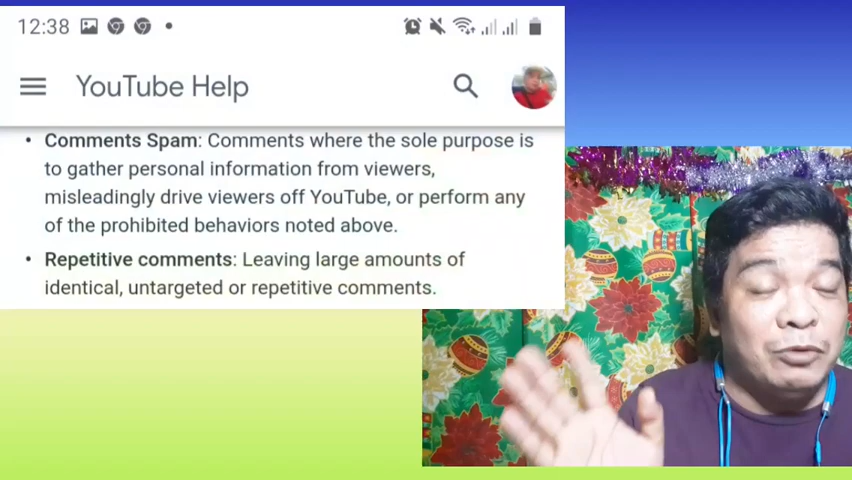 12:38
YouTube Help
• Comments Spam: Comments where the sole purpose is
to gather personal information from viewers,
misleadingly drive viewers off YouTube, or perform any
of the prohibited behaviors noted above.
• Repetitive comments: Leaving large amounts of
identical, untargeted or repetitive comments.